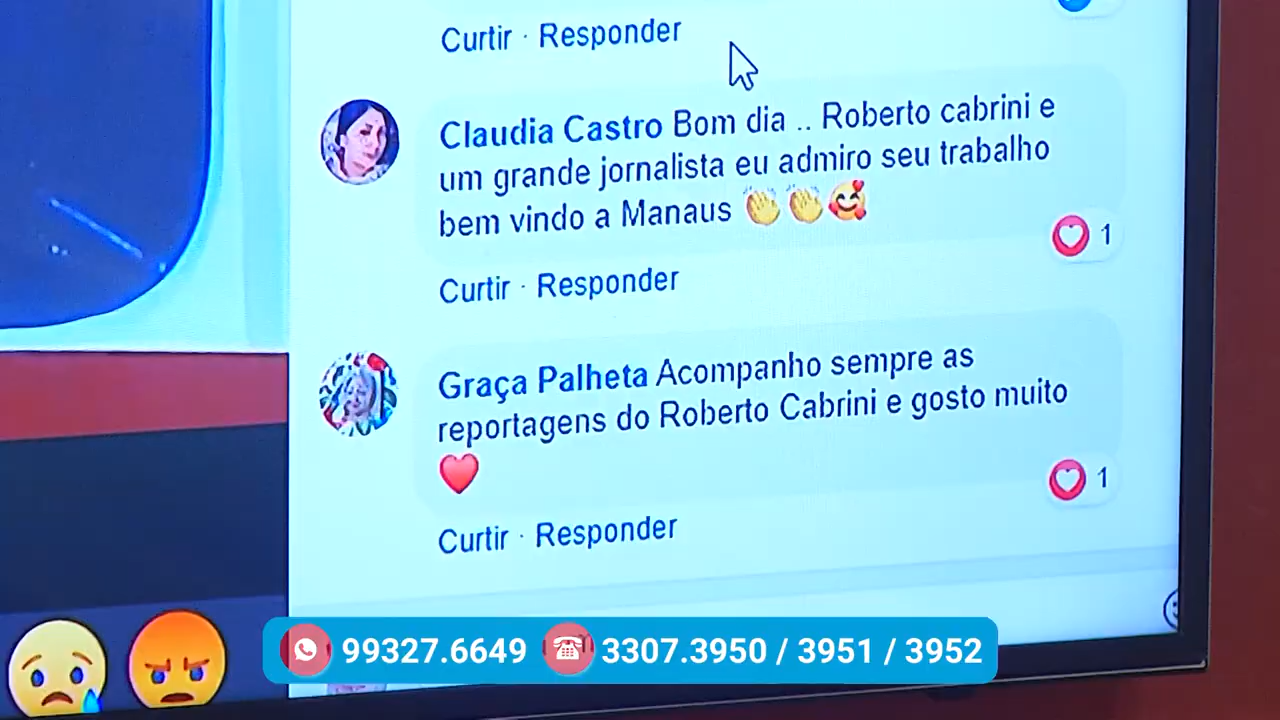 Curtir · Responder
Claudia Castro Bom dia .. Roberto cabrini e
um grande jornalista eu admiro seu trabalho
bem vindo a Manaus 👏👏🥰
1
Curtir · Responder
Graça Palheta Acompanho sempre as
reportagens do Roberto Cabrini e gosto muito
♥
1
Curtir · Responder
99327.6649 3307.3950 / 3951 / 3952